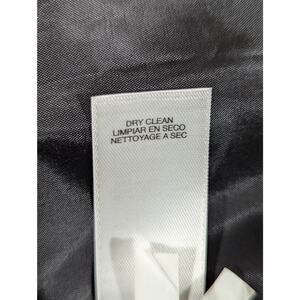 DRY CLEAN
LIMPIAR EN SECO
NETTOYAGE A SEC